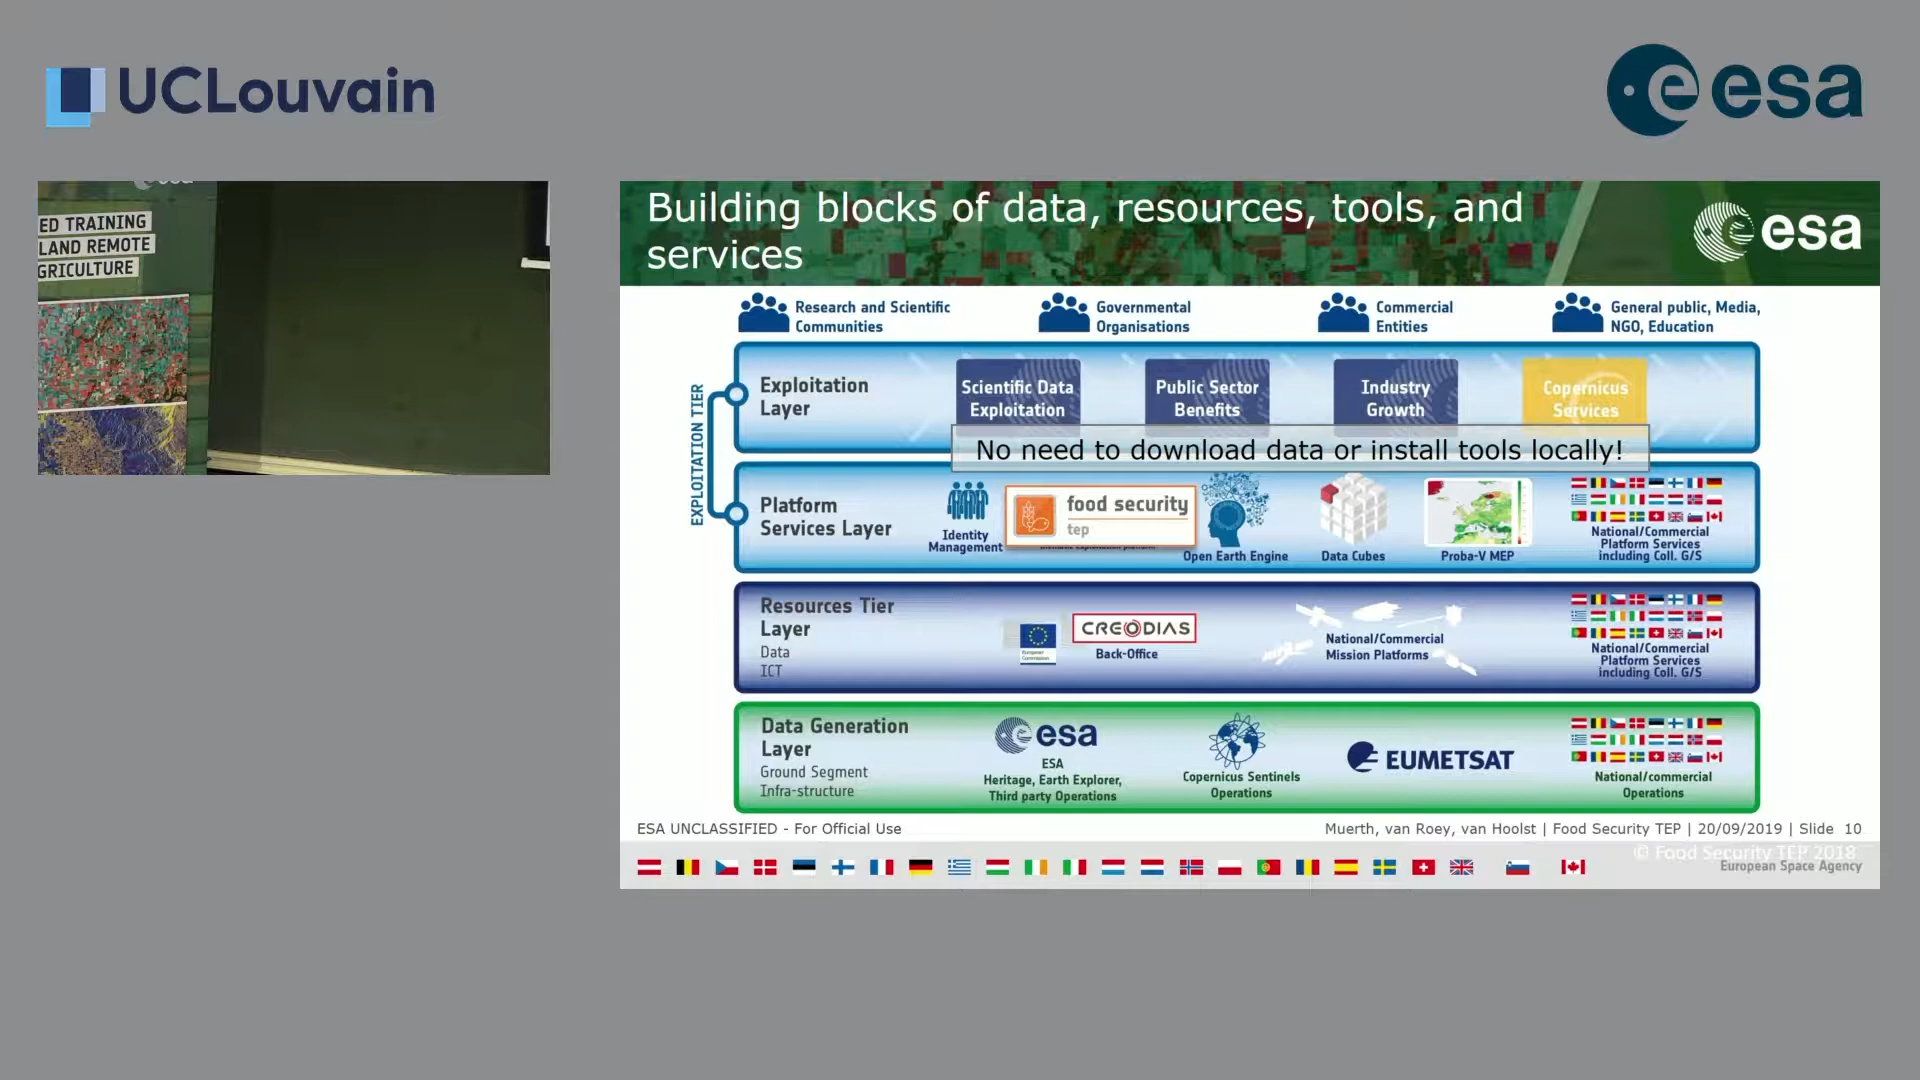 UCLouvain
esa
ED TRAINING
LAND REMOTE
GRICULTURE
Building blocks of data, resources, tools, and
services
esa
Research and Scientific
Communities
Governmental
Organisations
Commercial
Entities
General public, Media,
NGO, Education
EXPLOITATION TIER
Exploitation
Layer
Scientific Data
Exploitation
Public Sector
Benefits
Industry
Growth
Copernicus
Services
No need to download data or install tools locally!
Platform
Services Layer
Identity
Management
food security
tep
Open Earth Engine
Data Cubes
Proba-V MEP
National/Commercial
Platform Services
including Coll. G/S
Resources Tier
Layer
Data
ICT
European
Commission
CREODIAS
Back-Office
National/Commercial
Mission Platforms
National/Commercial
Platform Services
including Coll. G/S
Data Generation
Layer
Ground Segment
Infra-structure
esa
ESA
Heritage, Earth Explorer,
Third party Operations
Copernicus Sentinels
Operations
EUMETSAT
National/commercial
Operations
ESA UNCLASSIFIED - For Official Use
Muerth, van Roey, van Hoolst | Food Security TEP | 20/09/2019 | Slide 10
© Food Security TEP 2018
European Space Agency